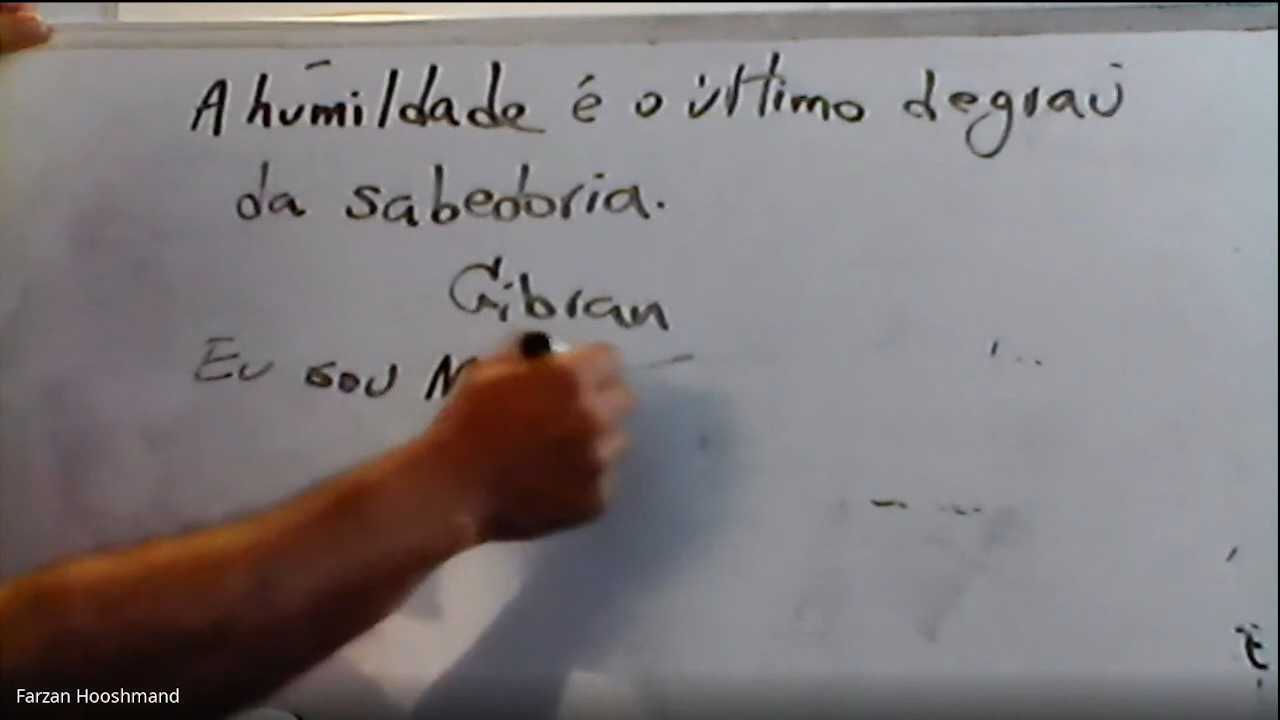 A humildade é o último degrau
da sabedoria.
Gibran
Eu sou
Farzan Hooshmand